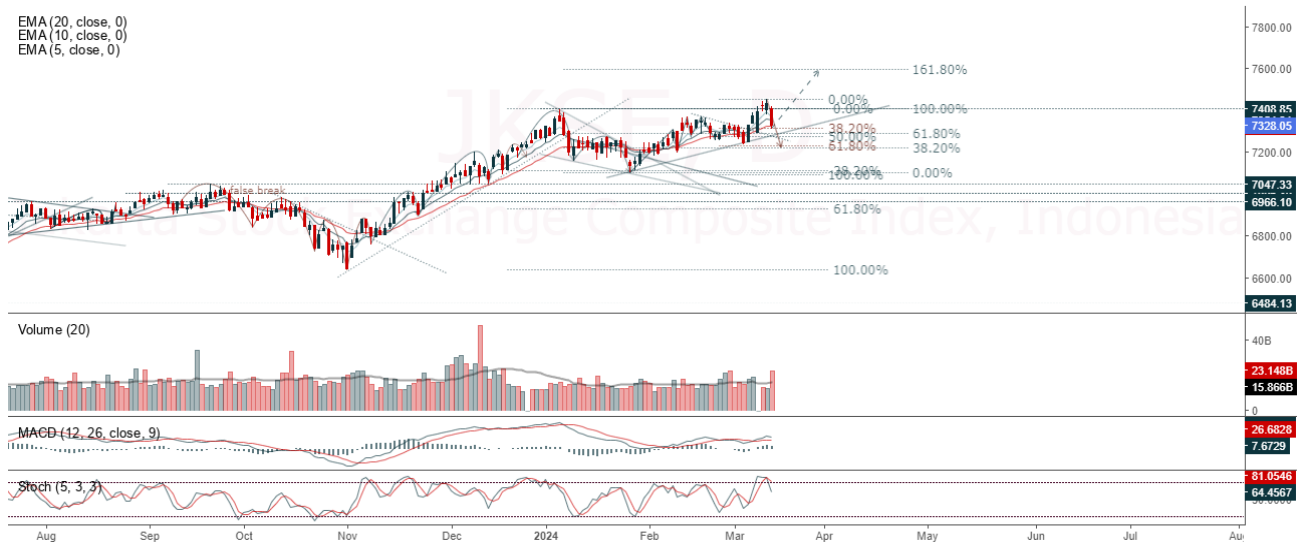 EMA (20, close, 0)
EMA (10, close, 0)
EMA (5, close, 0)
7800.00
7600.00
161.80%
0.00%
0.00%
100.00%
7408.85
7328.05
38.20%
61.80%
50.00%
61.80%
38.20%
7200.00
38.20%
100.00%
0.00%
7047.33
false break
6966.10
61.80%
Index, Indonesia
6800.00
100.00%
6600.00
6484.13
Volume (20)
40B
23.148B
15.866B
0
MACD (12, 26, close, 9)
26.6828
7.6729
Stoch (5, 3, 3)
81.0546
64.4567
Aug
Sep
Oct
Nov
Dec
2024
Feb
Mar
Apr
May
Jun
Jul